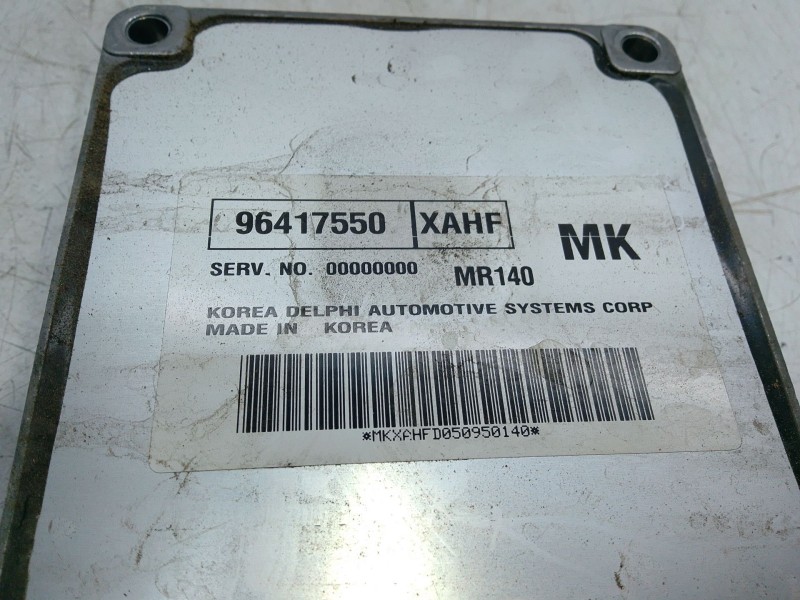 96417550 XAHF MK
SERV. NO. 00000000 MR140
KOREA DELPHI AUTOMOTIVE SYSTEMS CORP
MADE IN KOREA
*MKXAHFD050950140*